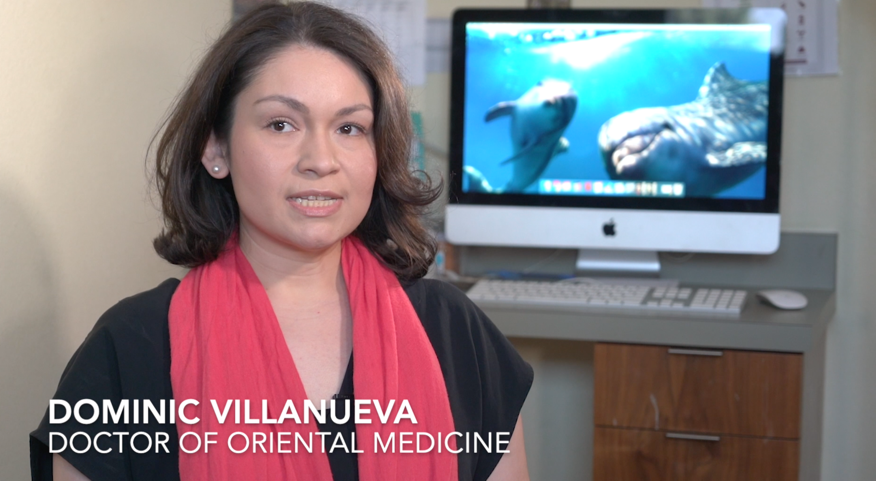 DOMINIC VILLANUEVA
DOCTOR OF ORIENTAL MEDICINE